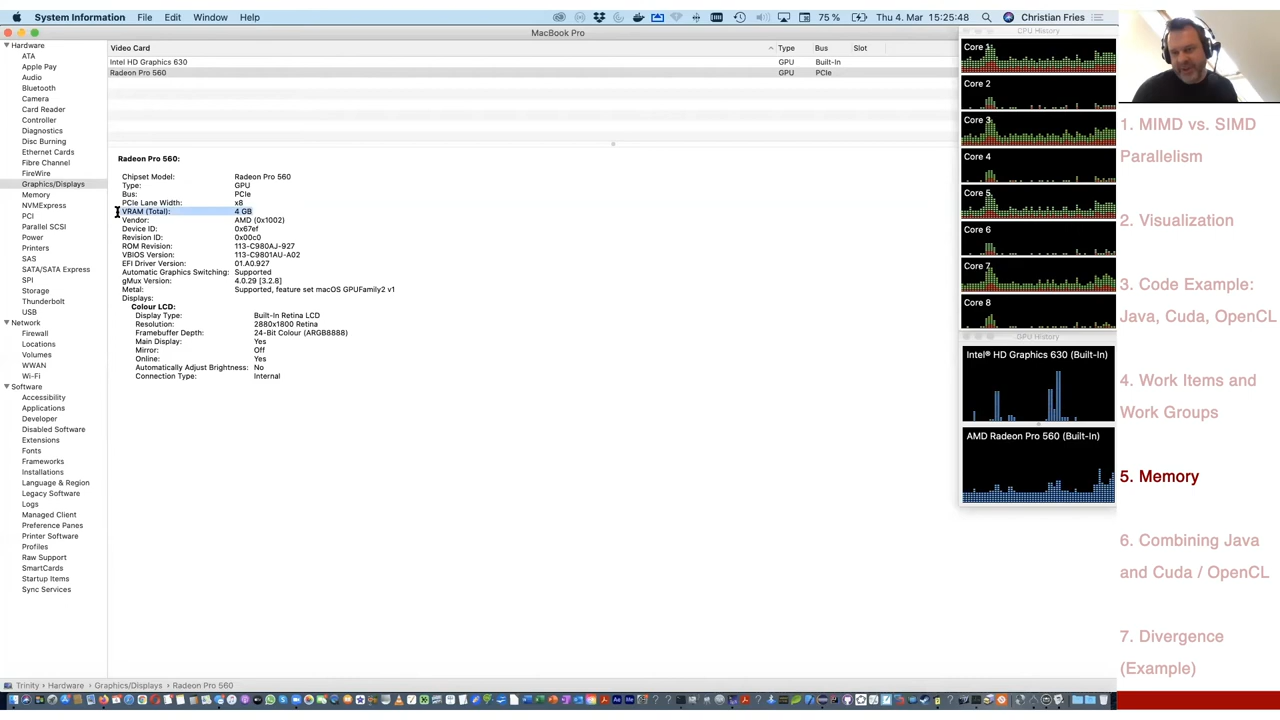 System Information File Edit Window Help
75 % Thu 4. Mar 15:25:48 Christian Fries
MacBook Pro
Hardware
ATA
Apple Pay
Audio
Bluetooth
Camera
Card Reader
Controller
Diagnostics
Disc Burning
Ethernet Cards
Fibre Channel
FireWire
Graphics/Displays
Memory
NVMExpress
PCI
Parallel SCSI
Power
Printers
SAS
SATA/SATA Express
SPI
Storage
Thunderbolt
USB
Network
Firewall
Locations
Volumes
WWAN
Wi-Fi
Software
Accessibility
Applications
Developer
Disabled Software
Extensions
Fonts
Frameworks
Installations
Language & Region
Legacy Software
Logs
Managed Client
Preference Panes
Printer Software
Profiles
Raw Support
SmartCards
Startup Items
Sync Services
Video Card Type Bus Slot
Intel HD Graphics 630 GPU Built-In
Radeon Pro 560 GPU PCIe
Radeon Pro 560:
Chipset Model: Radeon Pro 560
Type: GPU
Bus: PCIe
PCIe Lane Width: x8
VRAM (Total): 4 GB
Vendor: AMD (0x1002)
Device ID: 0x67ef
Revision ID: 0x00c0
ROM Revision: 113-C980AJ-927
VBIOS Version: 113-C9801AU-A02
EFI Driver Version: 01.A0.927
Automatic Graphics Switching: Supported
gMux Version: 4.0.29 [3.2.8]
Metal: Supported, feature set macOS GPUFamily2 v1
Displays:
Colour LCD:
Display Type: Built-In Retina LCD
Resolution: 2880x1800 Retina
Framebuffer Depth: 24-Bit Colour (ARGB8888)
Main Display: Yes
Mirror: Off
Online: Yes
Automatically Adjust Brightness: No
Connection Type: Internal
Trinity Hardware Graphics/Displays Radeon Pro 560
CPU History
Core 1
Core 2
Core 3
Core 4
Core 5
Core 6
Core 7
Core 8
GPU History
Intel® HD Graphics 630 (Built-In)
AMD Radeon Pro 560 (Built-In)
1. MIMD vs. SIMD
Parallelism
2. Visualization
3. Code Example:
Java, Cuda, OpenCL
4. Work Items and
Work Groups
5. Memory
6. Combining Java
and Cuda / OpenCL
7. Divergence
(Example)